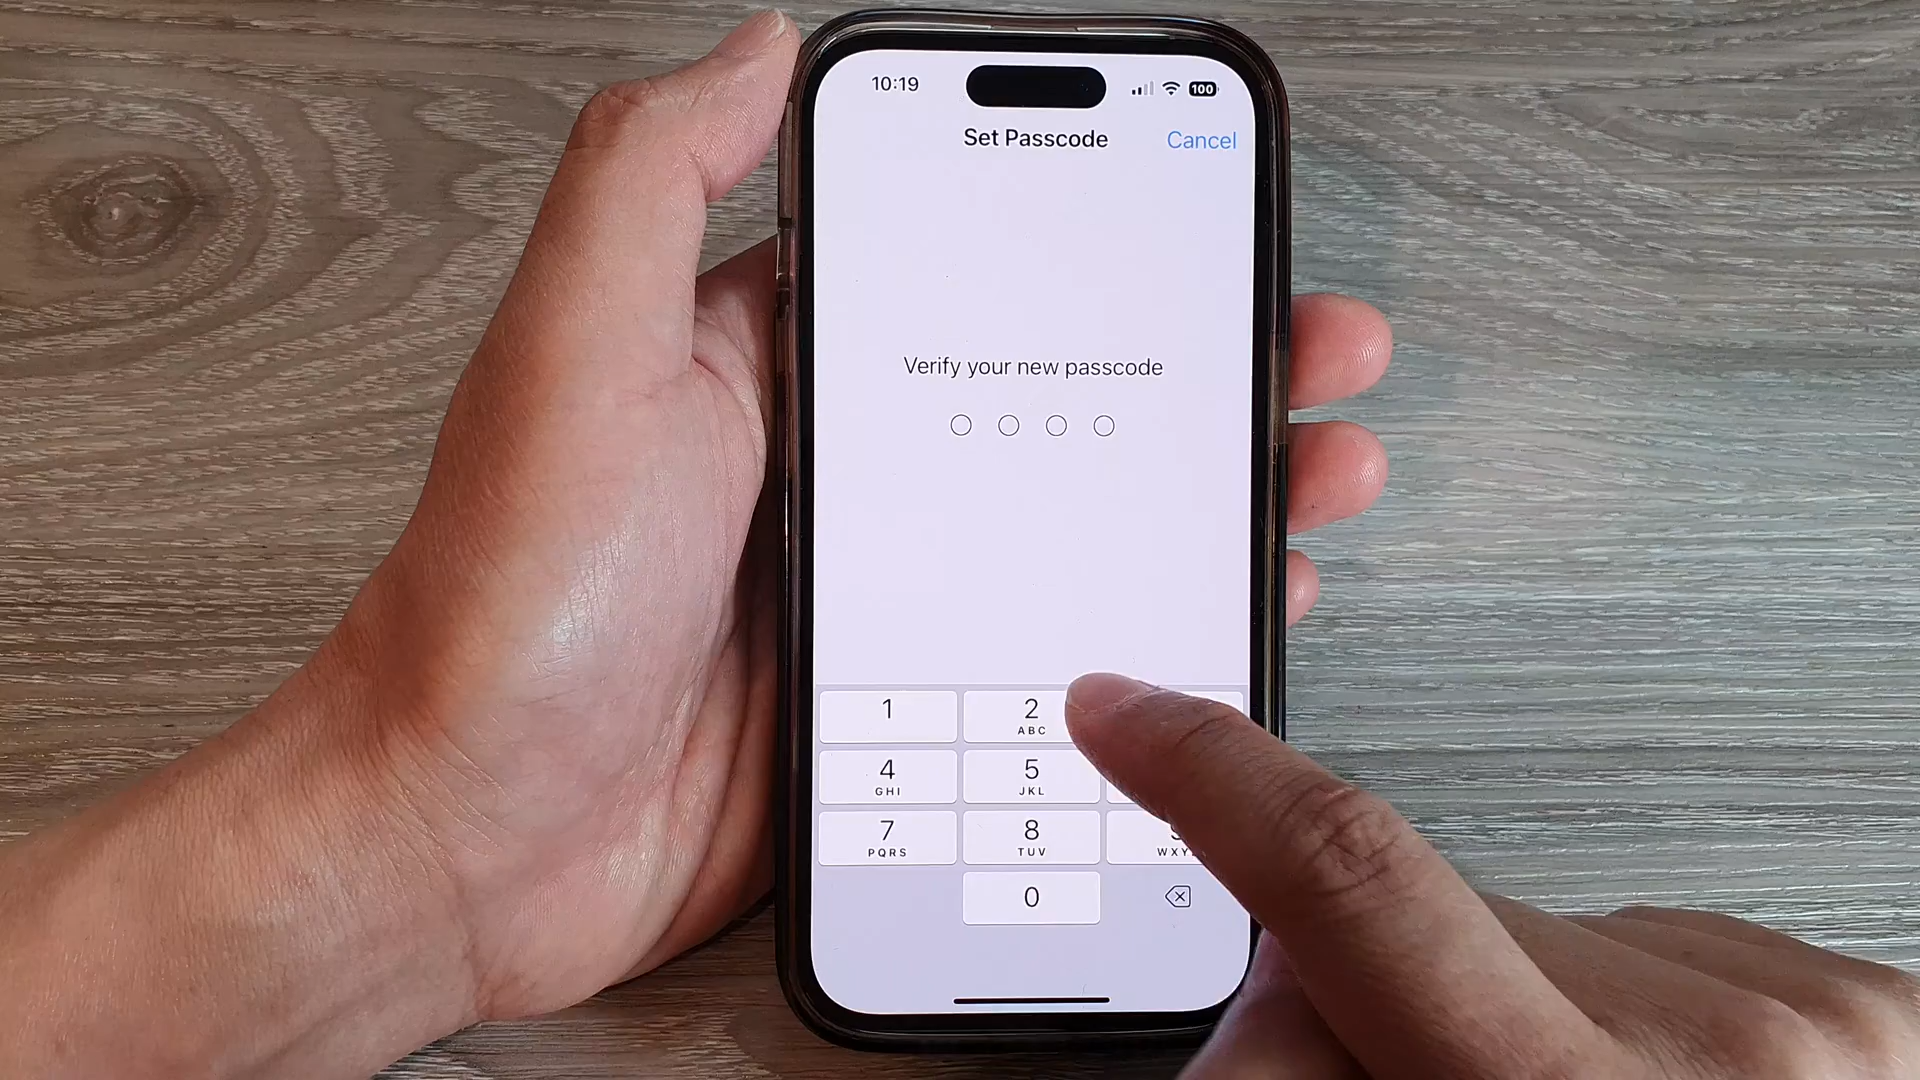 10:19
100
Set Passcode
Cancel
Verify your new passcode
1
2
ABC
4
GHI
5
JKL
7
PQRS
8
TUV
WXY
0